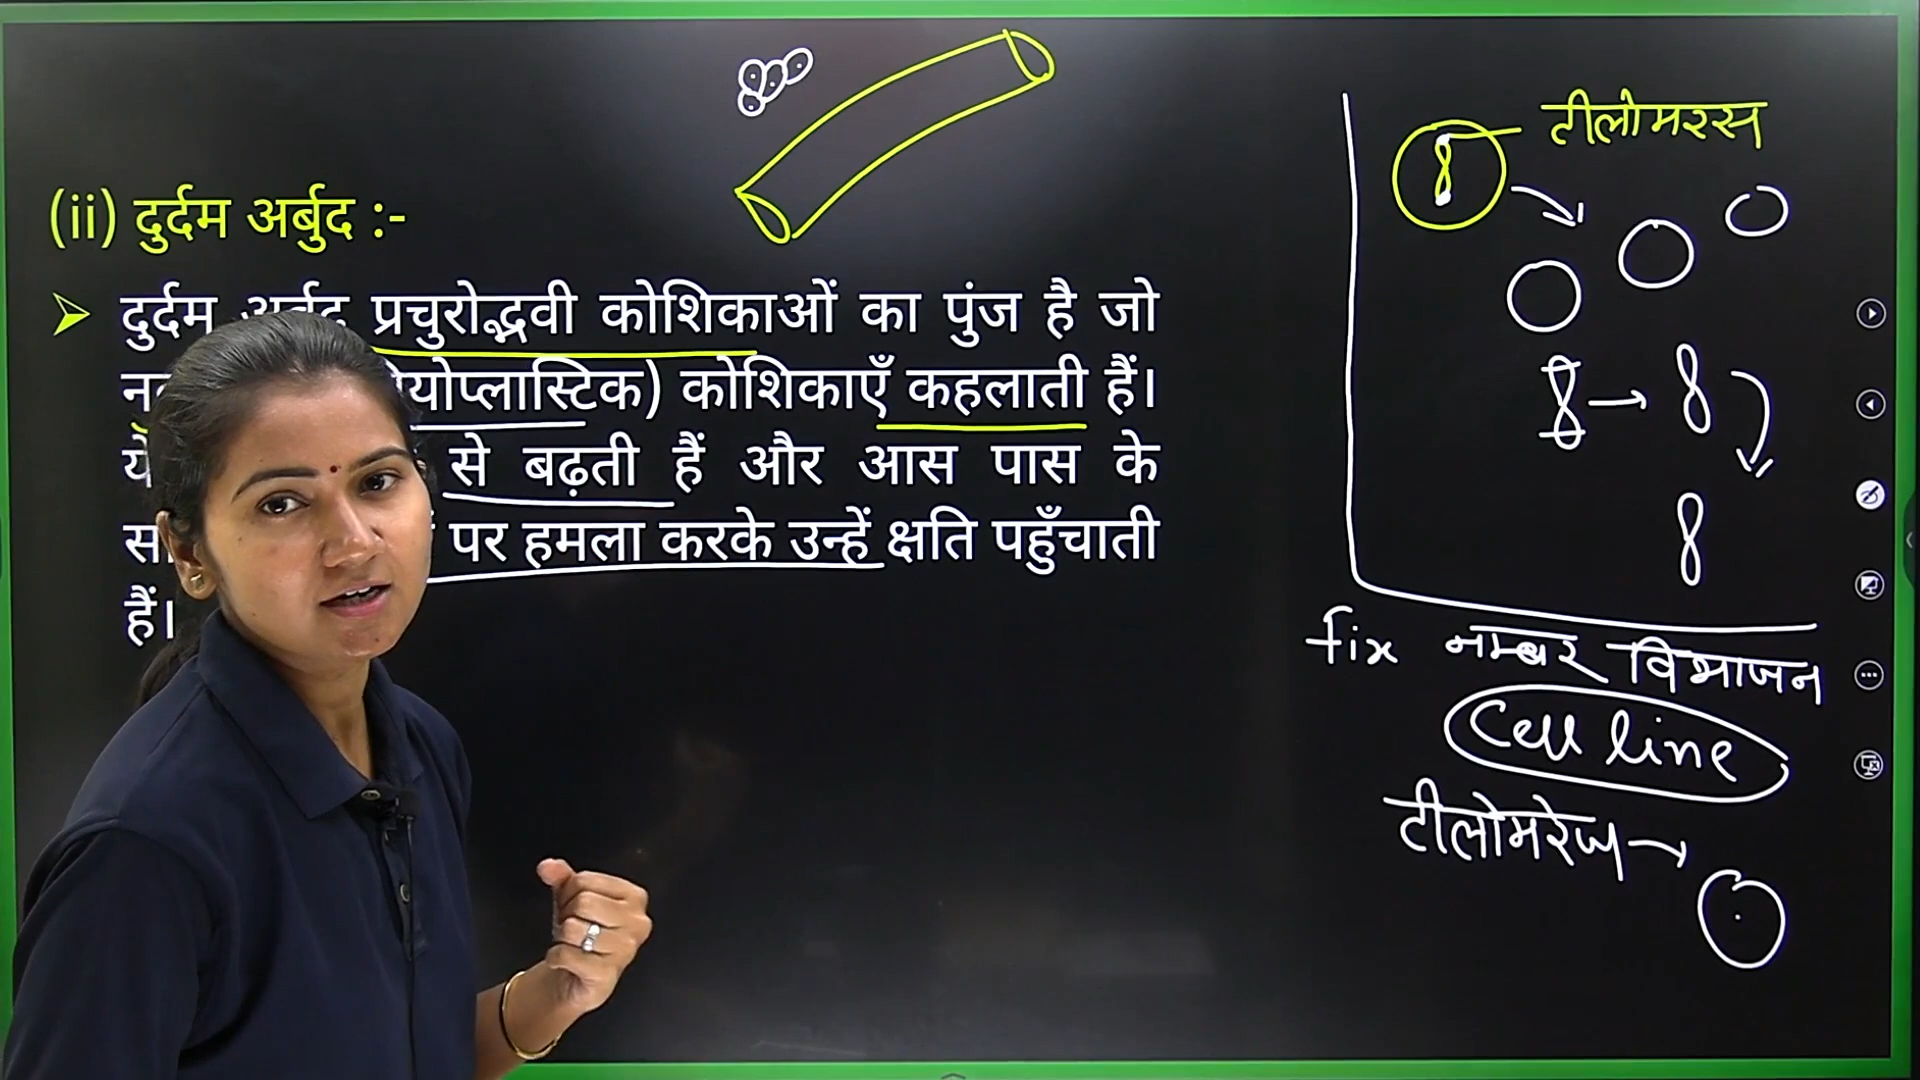 (ii) दुर्दम अर्बुद :-
दुर्दम अर्बुद प्रचुरोद्भवी कोशिकाओं का पुंज है जो
कोशिकाएँ कहलाती हैं।
से बढ़ती हैं और आस पास के
पर हमला करके उन्हें क्षति पहुँचाती
हैं।
टीलोमरस
fix नम्बर विभाजन
Cell line
टीलोमरेज